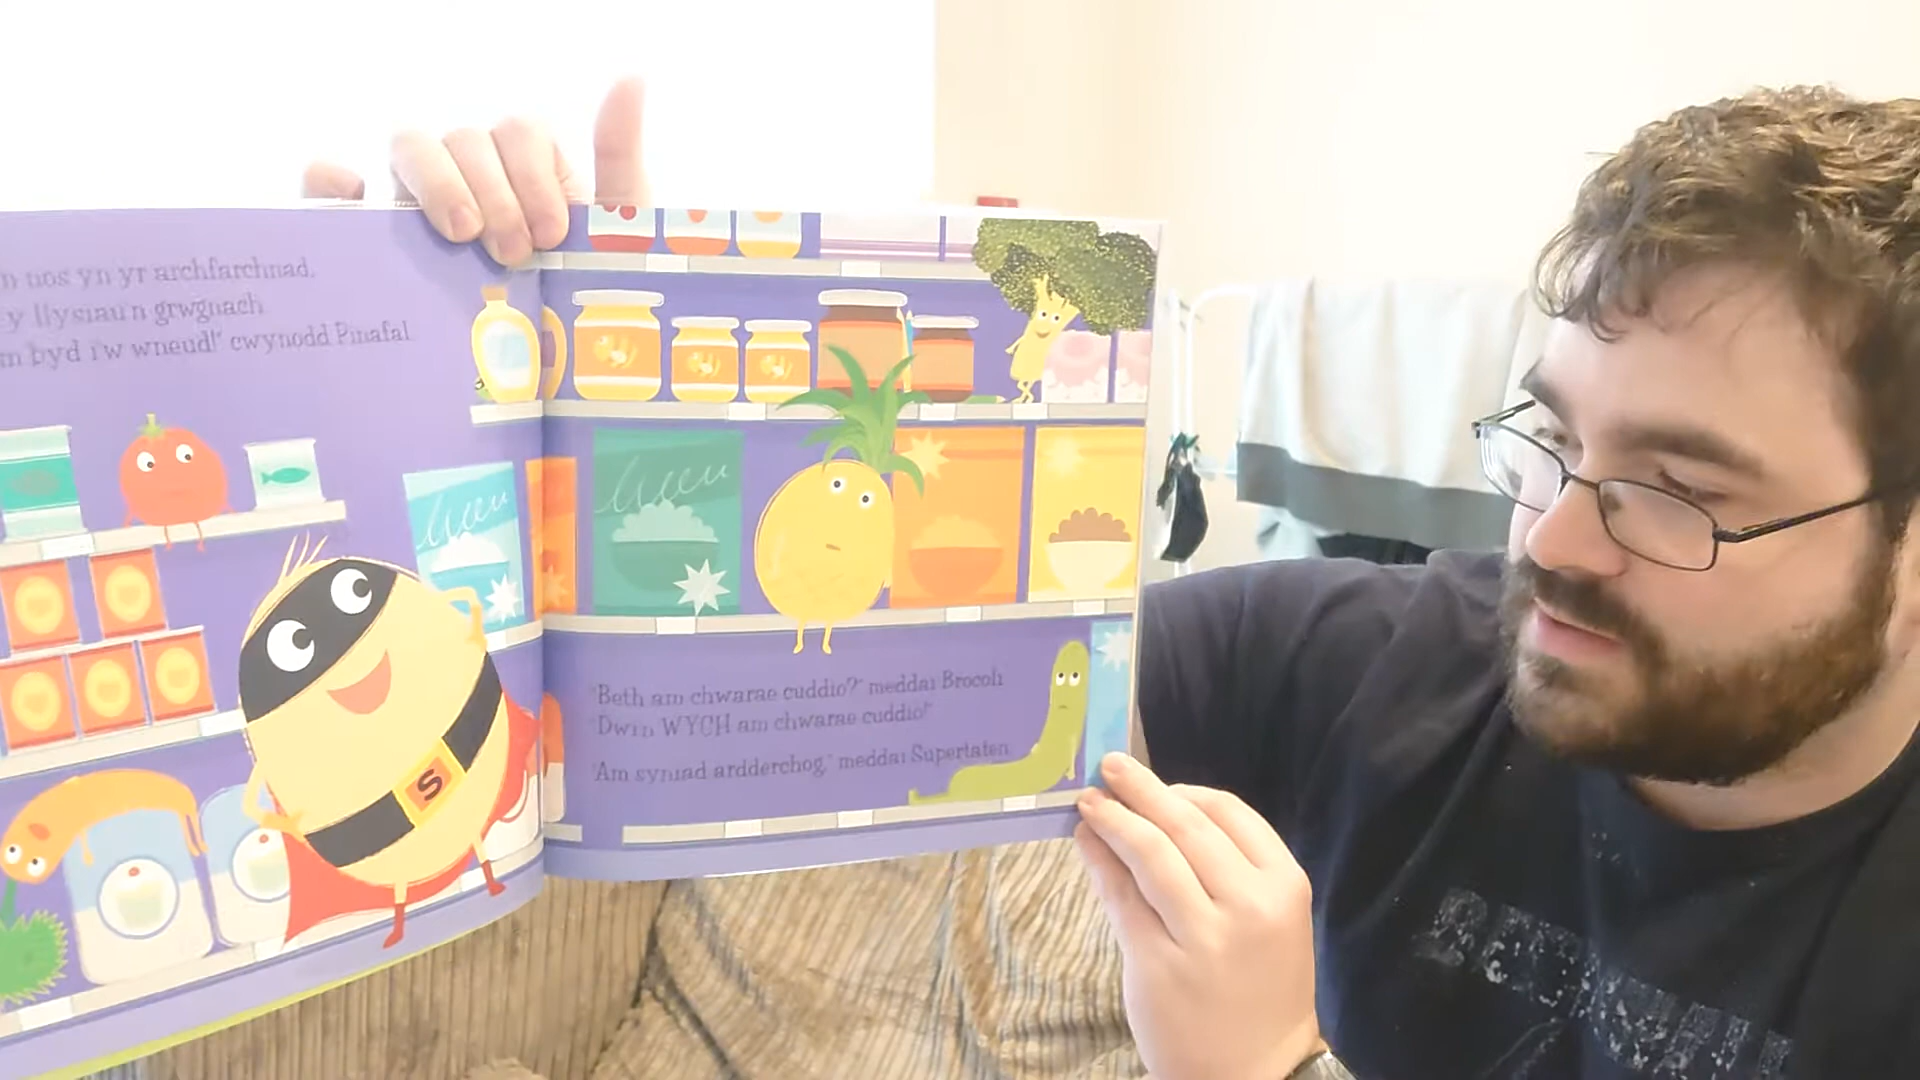 n nos yn yr archfarchnad,
y llysiau'n grwgnach.
m byd i'w wneud!" cwynodd Pinafal.
S
"Beth am chwarae cuddio?" meddai Brocoli.
"Dwi'n WYCH am chwarae cuddio!"
"Am syniad ardderchog," meddai Supertaten.